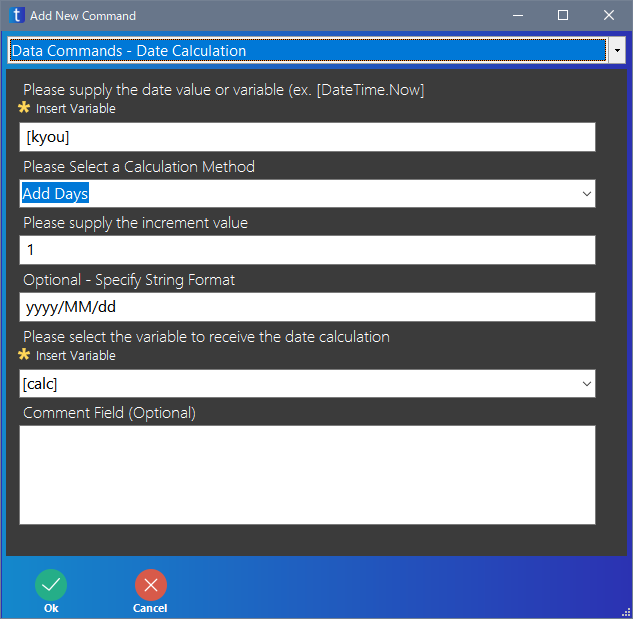 Add New Command
Data Commands - Date Calculation
Please supply the date value or variable (ex. [DateTime.Now]
Insert Variable
[kyou]
Please Select a Calculation Method
Add Days
Please supply the increment value
1
Optional - Specify String Format
yyyy/MM/dd
Please select the variable to receive the date calculation
Insert Variable
[calc]
Comment Field (Optional)
Ok Cancel